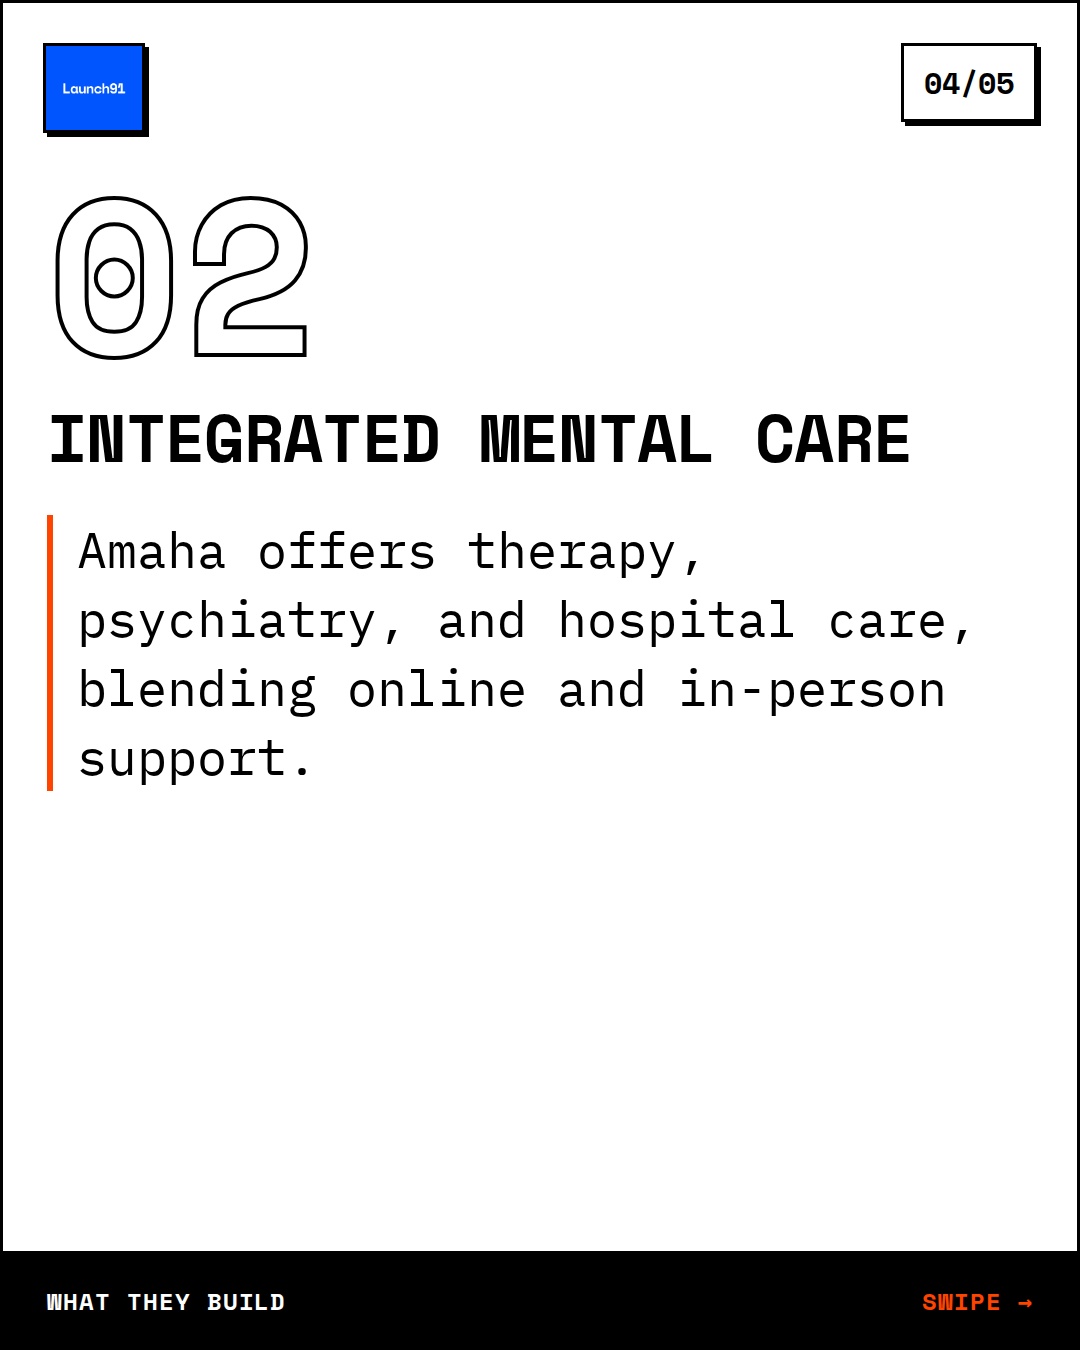 Launch91
04/05
02
INTEGRATED MENTAL CARE
Amaha offers therapy,
psychiatry, and hospital care,
blending online and in-person
support.
WHAT THEY BUILD
SWIPE →